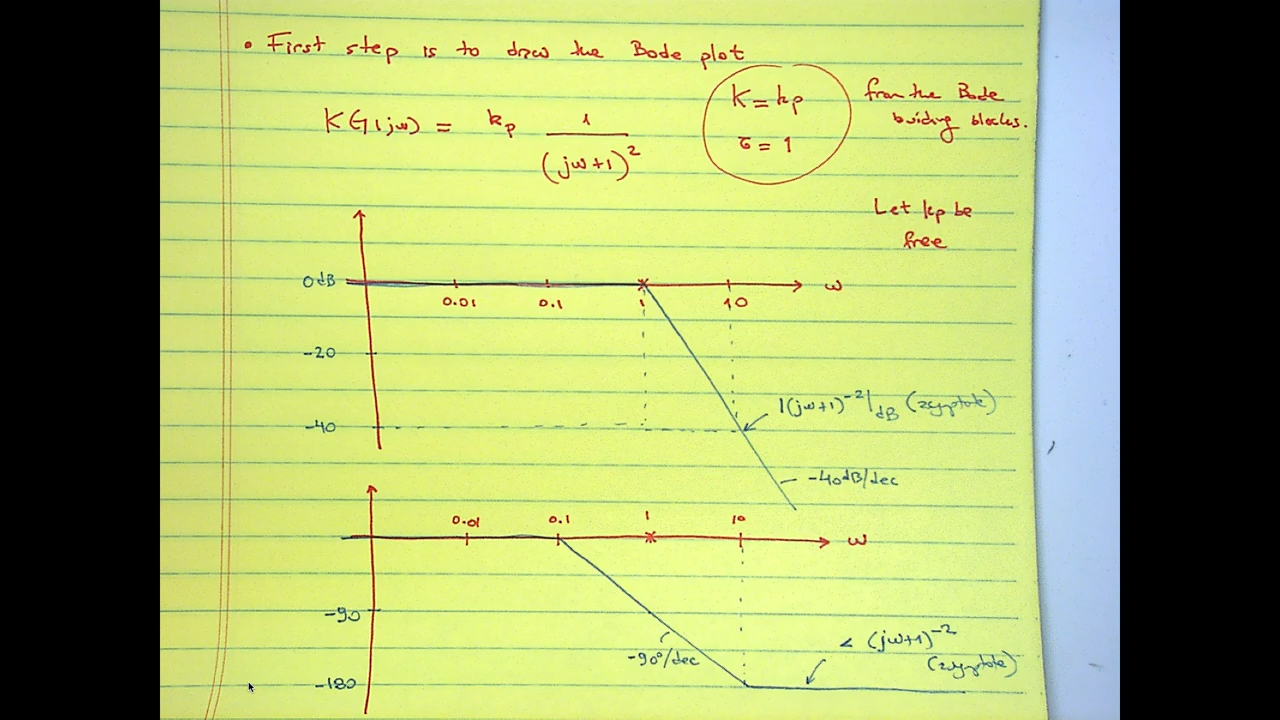 • First step is to draw the Bode plot
KG(jω) = kp 1/(jω+1)²
K = kp
τ = 1
from the Bode
building blocks.
Let kp be
free
0dB
0.01 0.1 1 10 ω
-20
-40
|(jω+1)⁻²|dB (asymptote)
-40dB/dec
0.01 0.1 1 10
ω
-90
-90°/dec
∠ (jω+1)⁻²
(asymptote)
-180